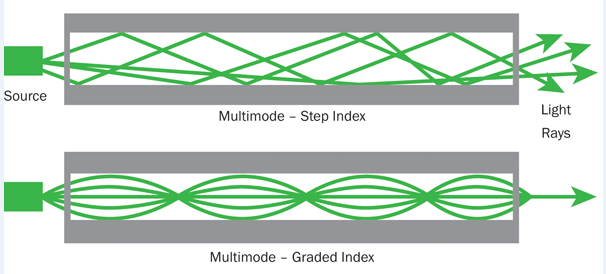 Source
Multimode – Step Index
Light
Rays
Multimode – Graded Index